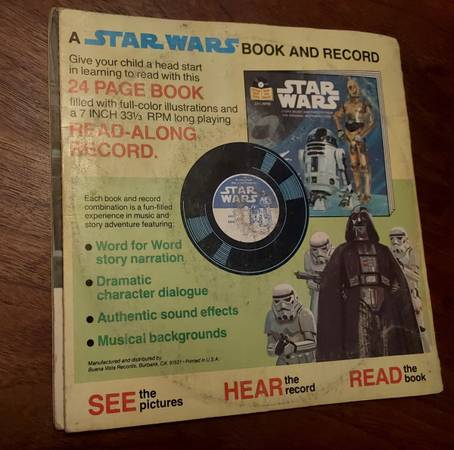 A STAR WARS BOOK AND RECORD
Give your child a head start
in learning to read with this
24 PAGE BOOK
filled with full-color illustrations and
a 7 INCH 33⅓ RPM long playing
READ-ALONG
RECORD.
STAR
WARS
STAR
WARS
Each book and record
combination is a fun-filled
experience in music and
story adventure featuring:
● Word for Word
story narration
● Dramatic
character dialogue
● Authentic sound effects
● Musical backgrounds
Manufactured and distributed by
Buena Vista Records, Burbank, CA 91521 • Printed in U.S.A.
SEE the pictures
HEAR the record
READ the book